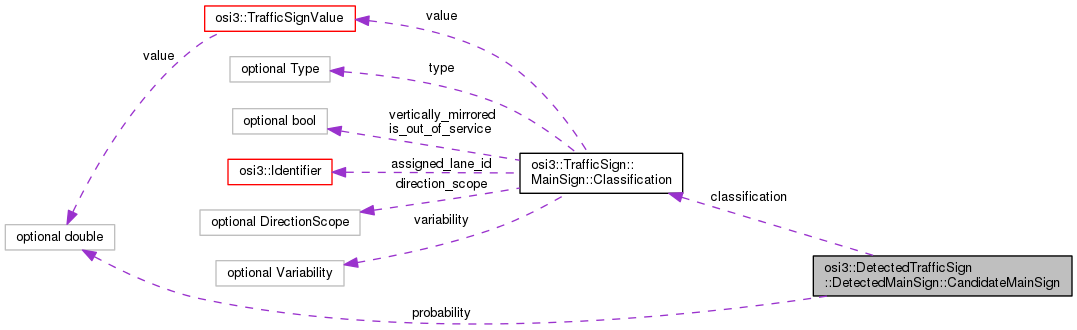 osi3::TrafficSignValue
value
value
optional Type
type
optional bool
vertically_mirrored
is_out_of_service
osi3::TrafficSign::
MainSign::Classification
osi3::Identifier
assigned_lane_id
direction_scope
optional DirectionScope
variability
classification
optional double
optional Variability
osi3::DetectedTrafficSign
::DetectedMainSign::CandidateMainSign
probability